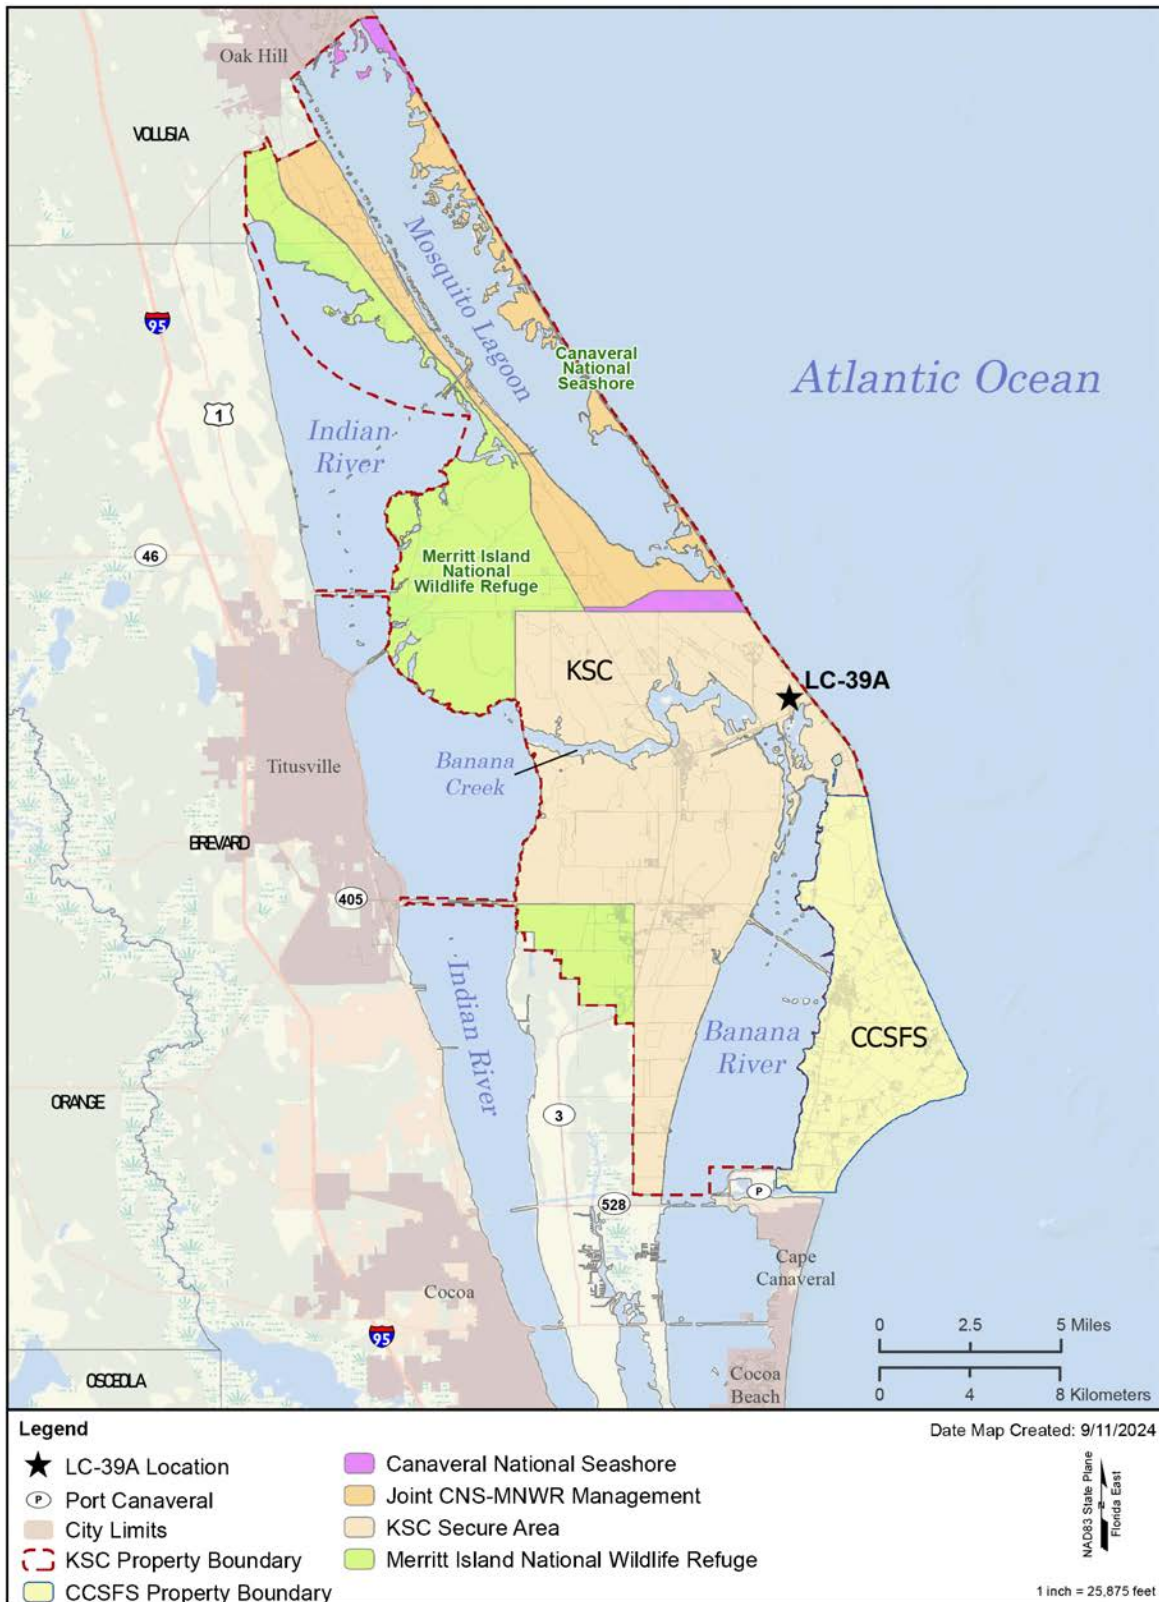 Oak Hill
VOLUSIA
Mosquito Lagoon
95
Canaveral
National
Seashore
Atlantic Ocean
1
Indian
River
46
Merritt Island
National
Wildlife Refuge
KSC
LC-39A
Titusville
Banana
Creek
BREVARD
405
Indian River
Banana
River
CCSFS
ORANGE
3
P
528
Cape
Canaveral
Cocoa
95
0 2.5 5 Miles
OSCEOLA
Cocoa
Beach
0 4 8 Kilometers
Legend
Date Map Created: 9/11/2024
LC-39A Location
P
Port Canaveral
City Limits
KSC Property Boundary
CCSFS Property Boundary
Canaveral National Seashore
Joint CNS-MNWR Management
KSC Secure Area
Merritt Island National Wildlife Refuge
NAD83 State Plane
Florida East
N
1 inch = 25,875 feet